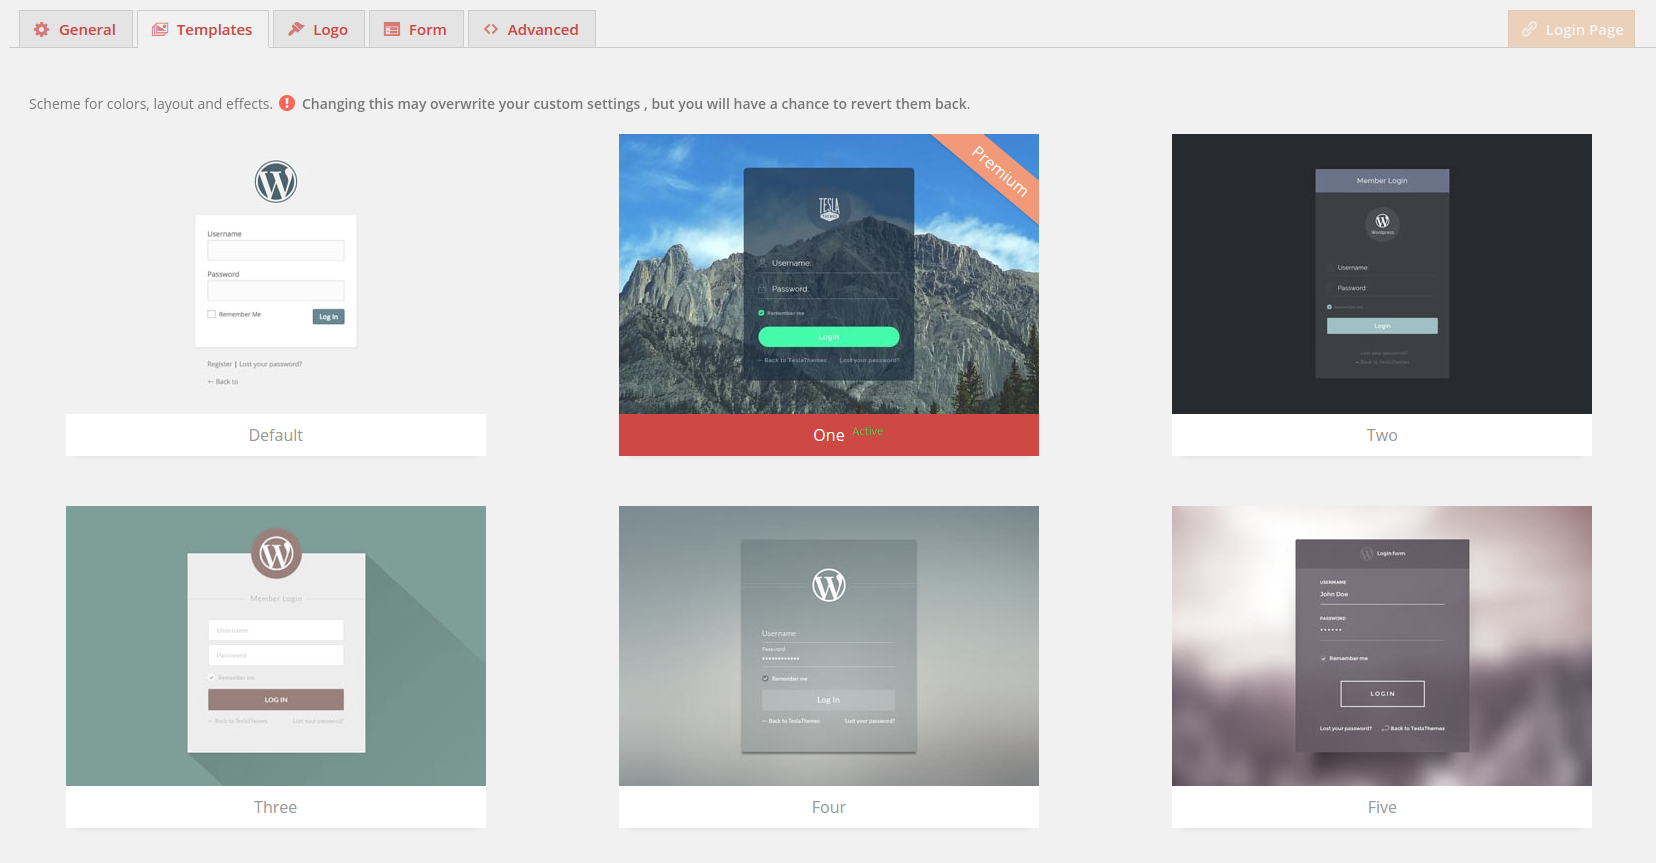 General
Templates
Logo
Form
Advanced
Login Page
Scheme for colors, layout and effects. Changing this may overwrite your custom settings , but you will have a chance to revert them back.
Username
Password
Remember Me
Log In
Register | Lost your password?
← Back to
Default
Premium
TESLA
THEMES
Username:
Password:
Remember me
Login
← Back to TeslaThemes
Lost your password?
One Active
Member Login
Wordpress
Username:
Password:
Remember me
Login
Lost your password?
← Back to TeslaThemes
Two
Member Login
Username
Password
Remember me
LOG IN
← Back to TeslaThemes
Lost your password?
Three
Username
Password
••••••••••••
Remember me
Log In
← Back to TeslaThemes
Lost your password?
Four
Login form
USERNAME
John Doe
PASSWORD
••••••
Remember me
LOGIN
Lost your password?
Back to TeslaThemes
Five